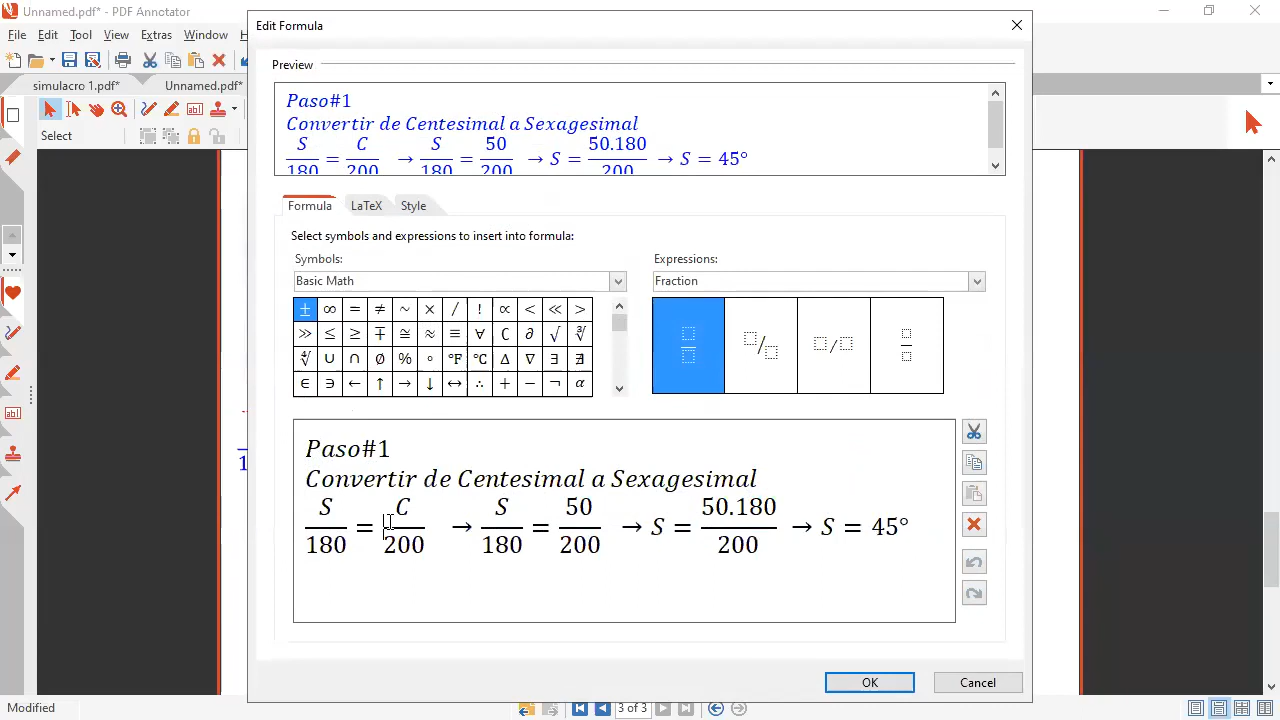 Unnamed.pdf* - PDF Annotator
File Edit Tool View Extras Window
simulacro 1.pdf* Unnamed.pdf*
Select
Edit Formula
Preview
Paso#1
Convertir de Centesimal a Sexagesimal
S/180 = C/200 → S/180 = 50/200 → S = 50.180/200 → S = 45°
Formula LaTeX Style
Select symbols and expressions to insert into formula:
Symbols: Expressions:
Basic Math Fraction
± ∞ = ≠ ~ × / ! ∝ < ≪ >
≫ ≤ ≥ ∓ ≅ ≈ ≡ ∀ ∁ ∂ √ ∛
∜ ∪ ∩ ∅ % ° ℉ ℃ ∆ ∇ ∃ ∄
∈ ∋ ← ↑ → ↓ ↔ ∴ + − ¬ α
Paso#1
Convertir de Centesimal a Sexagesimal
S/180 = C/200 → S/180 = 50/200 → S = 50.180/200 → S = 45°
OK Cancel
Modified
3 of 3